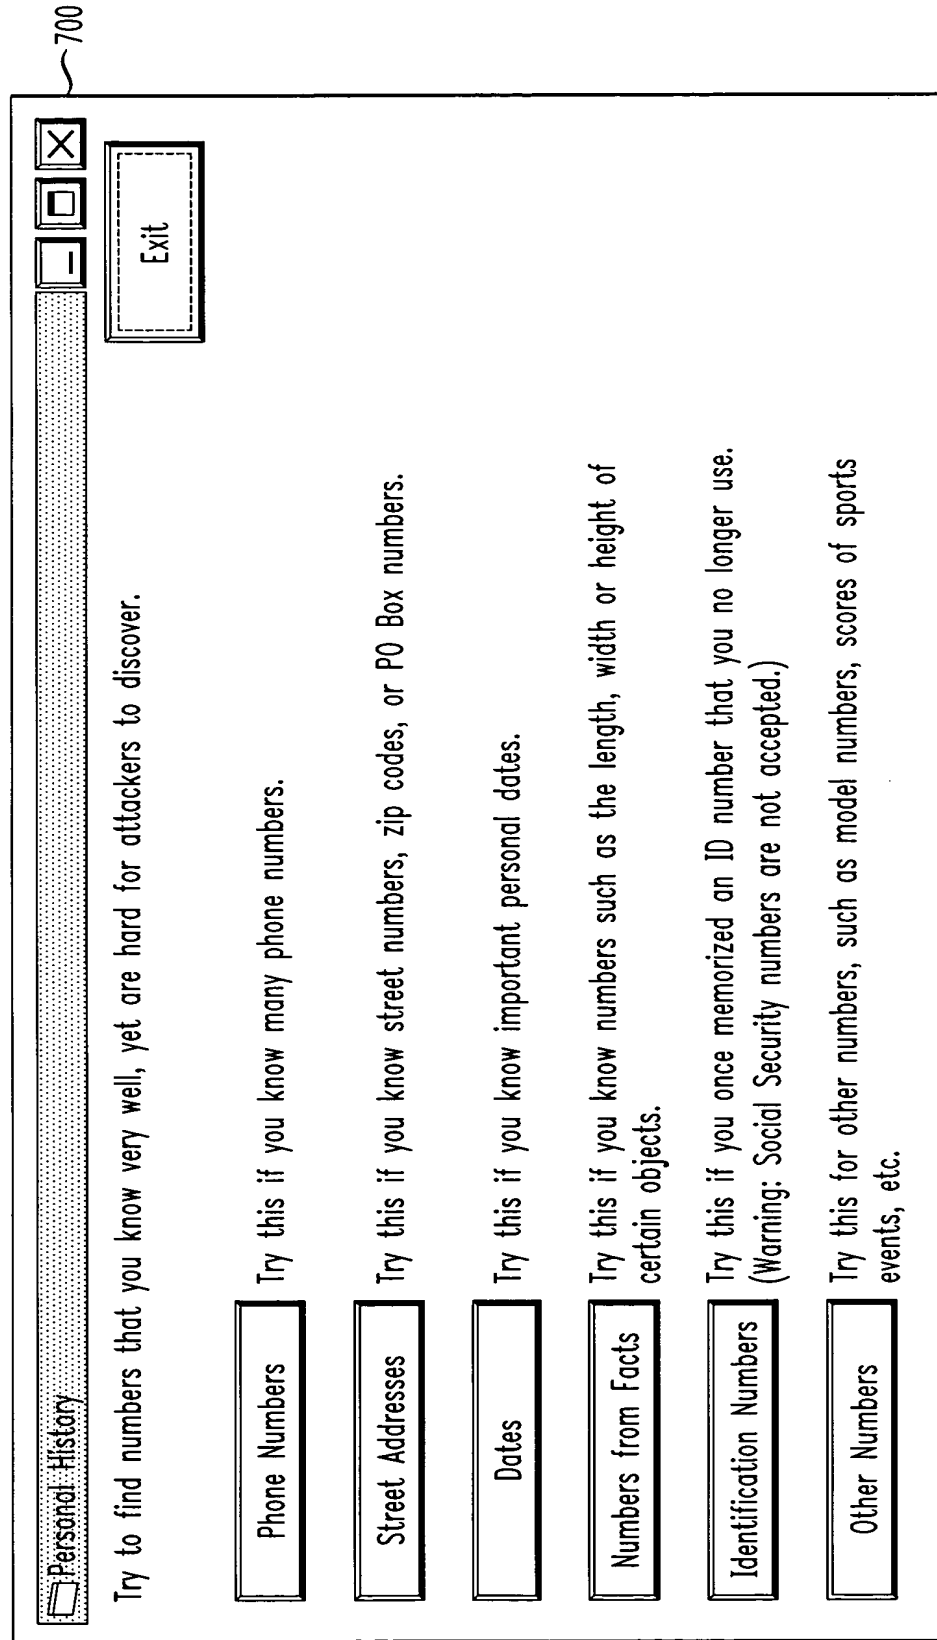 700
Personal History
Exit
Try to find numbers that you know very well, yet are hard for attackers to discover.
Phone Numbers
Try this if you know many phone numbers.
Street Addresses
Try this if you know street numbers, zip codes, or PO Box numbers.
Dates
Try this if you know important personal dates.
Numbers from Facts
Try this if you know numbers such as the length, width or height of
certain objects.
Identification Numbers
Try this if you once memorized an ID number that you no longer use.
(Warning: Social Security numbers are not accepted.)
Other Numbers
Try this for other numbers, such as model numbers, scores of sports
events, etc.